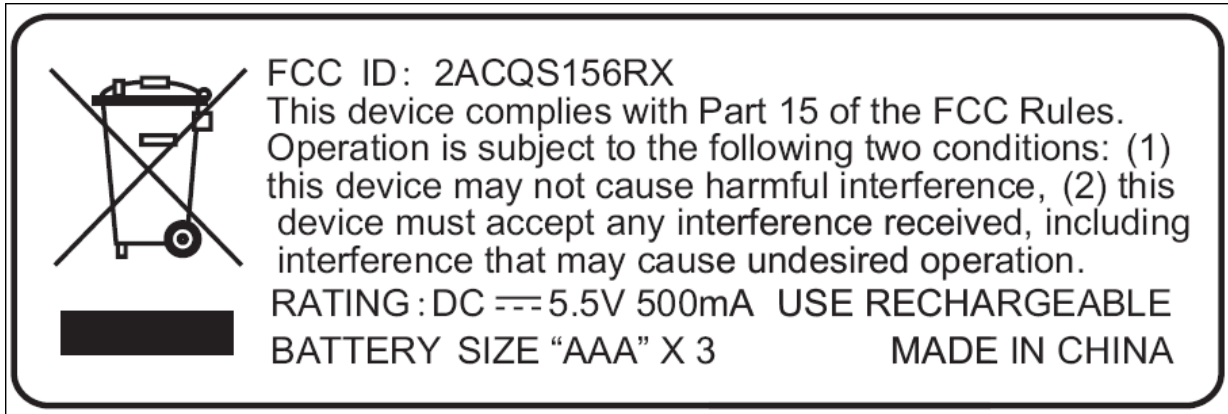 FCC ID: 2ACQS156RX
This device complies with Part 15 of the FCC Rules.
Operation is subject to the following two conditions: (1)
this device may not cause harmful interference, (2) this
device must accept any interference received, including
interference that may cause undesired operation.
RATING : DC ⎓ 5.5V 500mA USE RECHARGEABLE
BATTERY SIZE “AAA” X 3 MADE IN CHINA